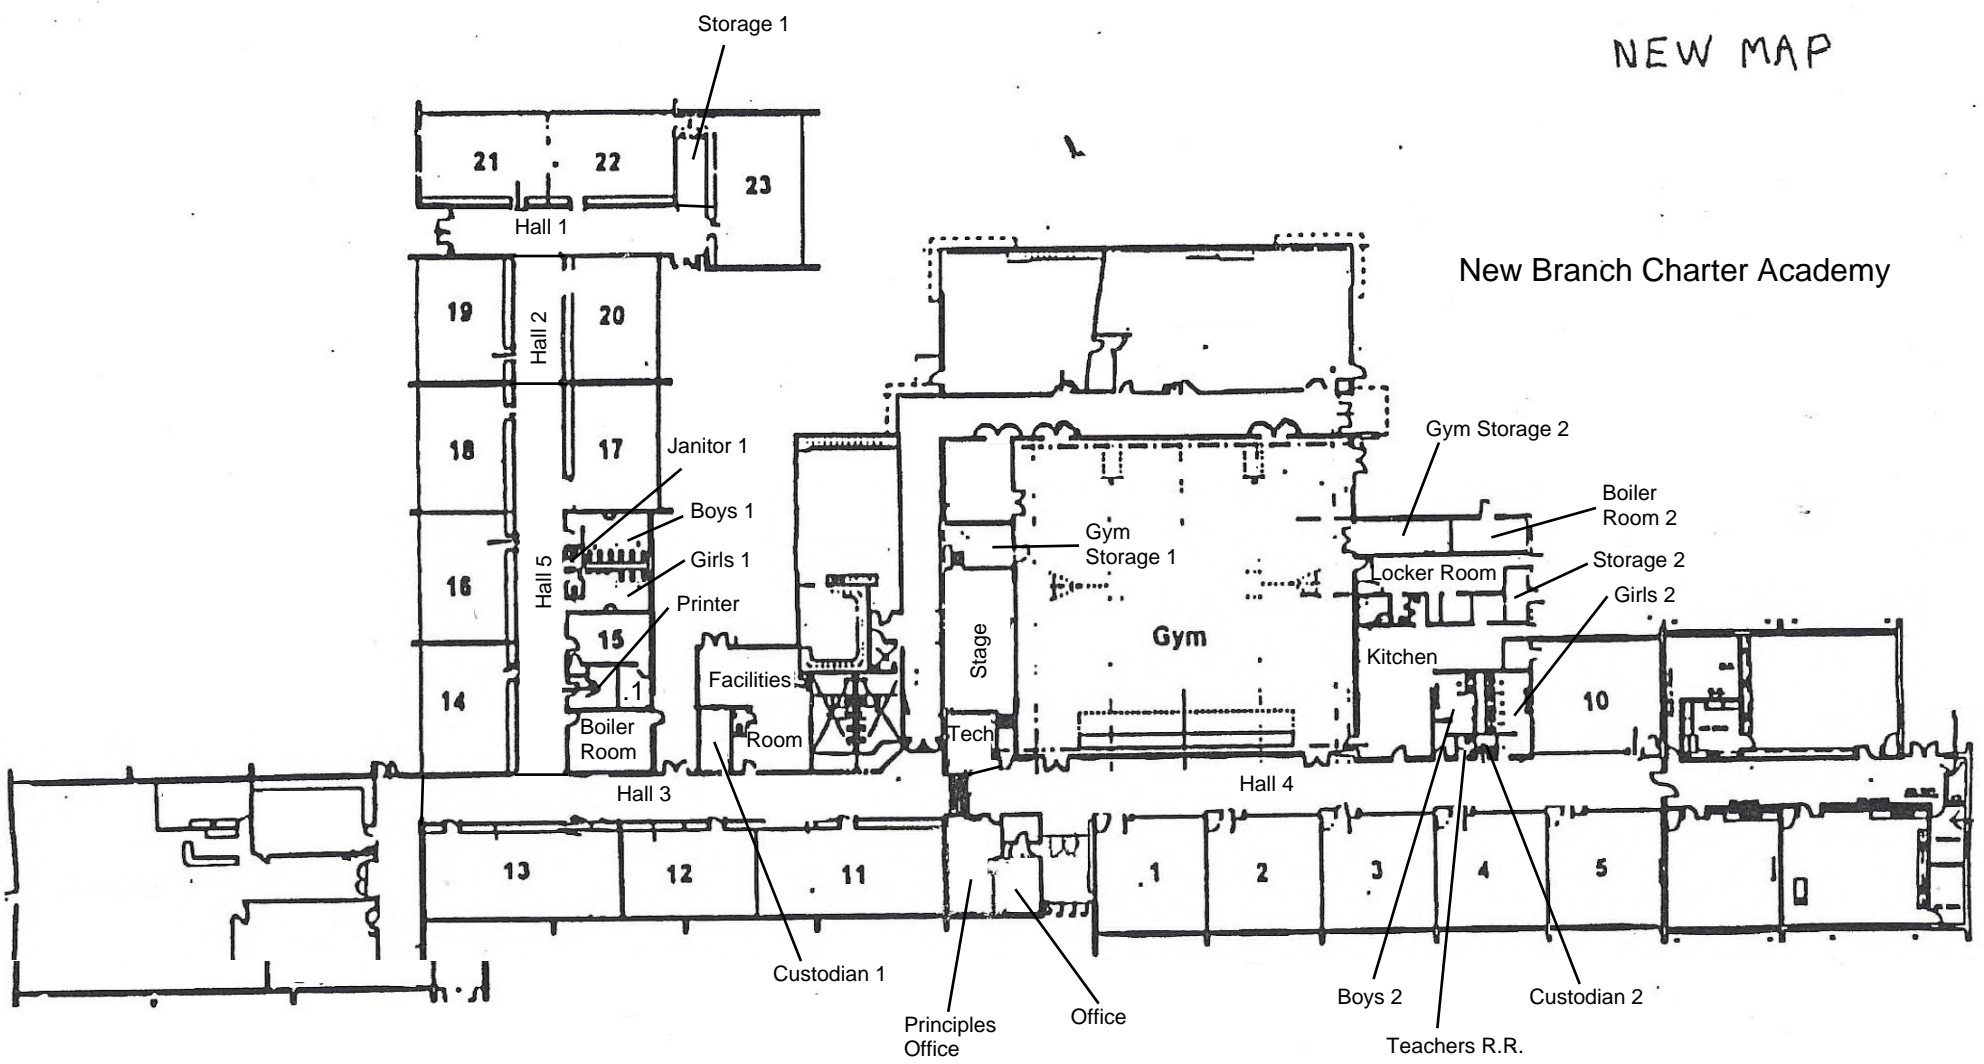 Storage 1
NEW MAP
21
22
23
Hall 1
New Branch Charter Academy
19
Hall 2
20
18
17
Janitor 1
Gym Storage 2
Boys 1
Boiler
Room 2
Gym
Storage 1
Hall 5
Girls 1
Locker Room
Storage 2
16
Printer
Girls 2
15
Stage
Gym
Kitchen
Facilities
Room
.1
14
10
Boiler
Room
Tech
Hall 3
Hall 4
13
12
11
1
2
3
4
5
Custodian 1
Principles
Office
Office
Boys 2
Custodian 2
Teachers R.R.